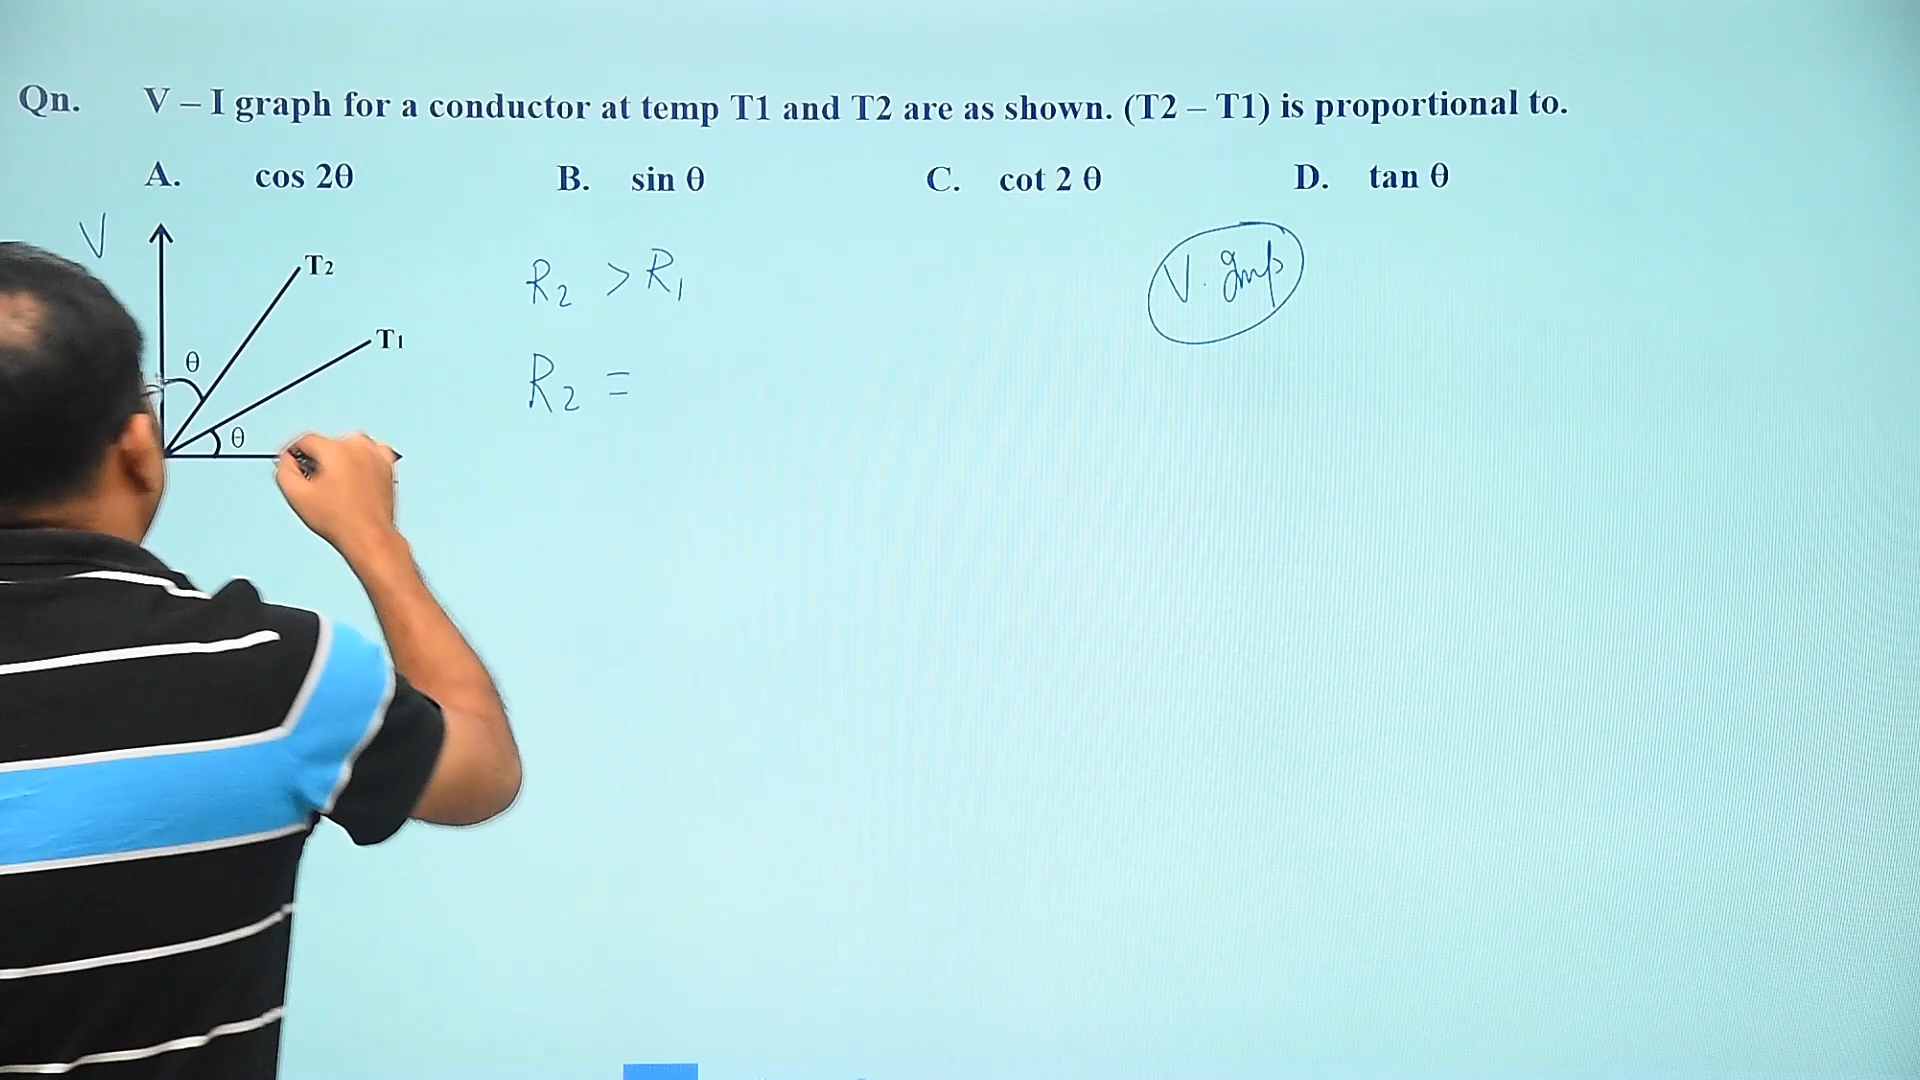 Qn. V – I graph for a conductor at temp T1 and T2 are as shown. (T2 – T1) is proportional to.
A. cos 2θ B. sin θ C. cot 2 θ D. tan θ
V
T2
T1
θ
θ
R2 > R1
R2 =
V. Imp